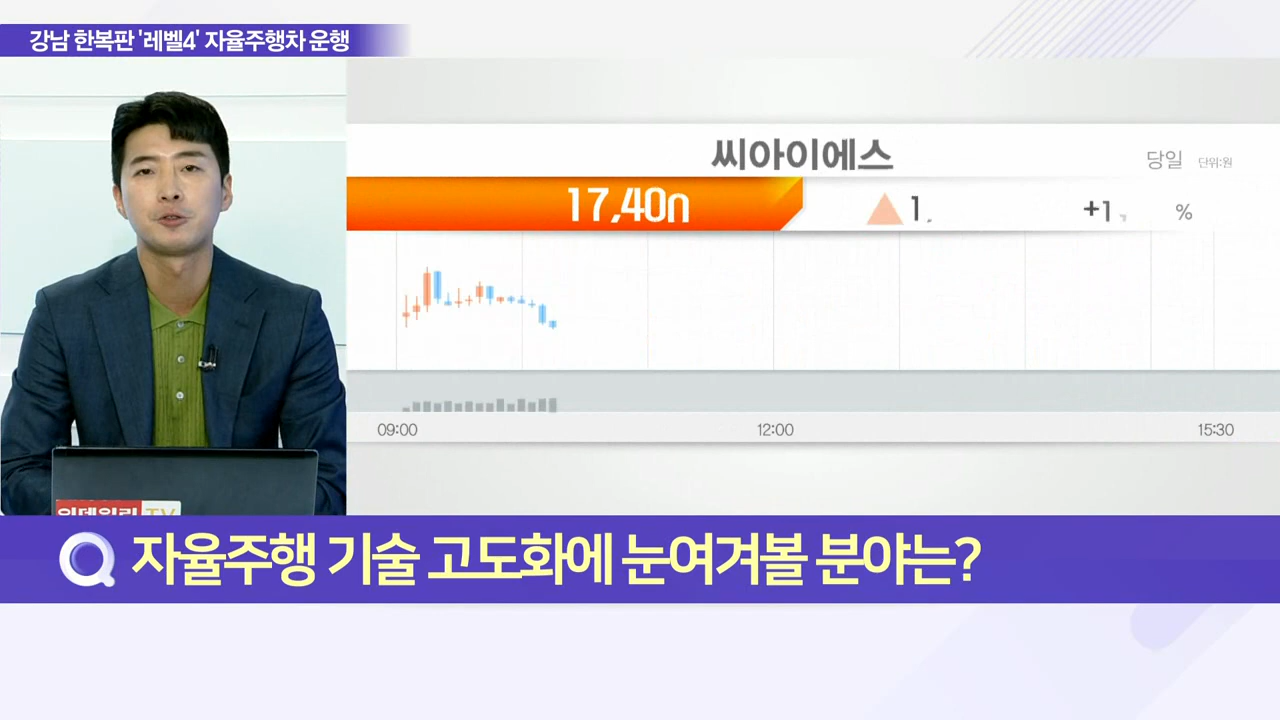 강남 한복판 '레벨4' 자율주행차 운행
씨아이에스
당일 단위:원
▲ 1 +1 %
09:00 12:00 15:30
자율주행 기술 고도화에 눈여겨볼 분야는?